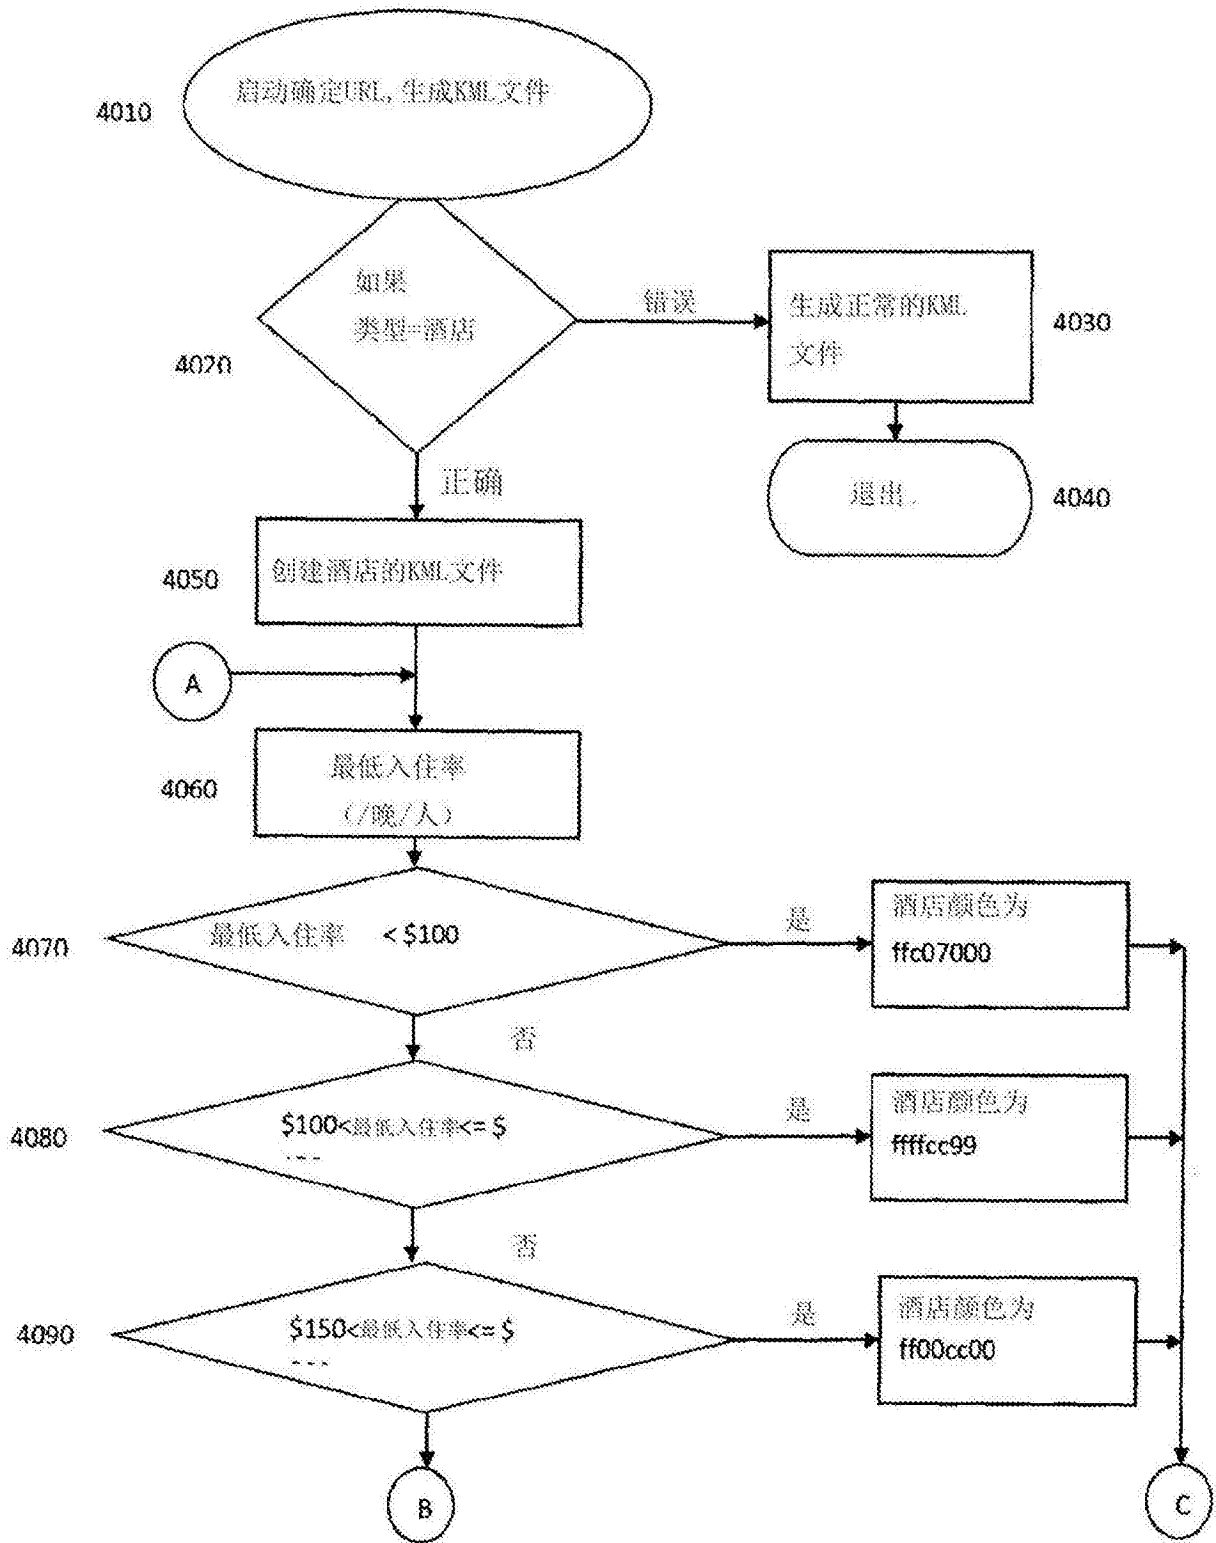 启动确定URL,生成KML文件
4010
如果
类型=酒店
4020
错误
生成正常的KML
文件
4030
正确
退出.
4040
创建酒店的KML文件
4050
A
最低入住率
(/晚/人)
4060
最低入住率 < $100
4070
是
酒店颜色为
ffc07000
否
$100<最低入住率<= $
---
4080
是
酒店颜色为
ffffcc99
否
$150<最低入住率<= $
---
4090
是
酒店颜色为
ff00cc00
B
C